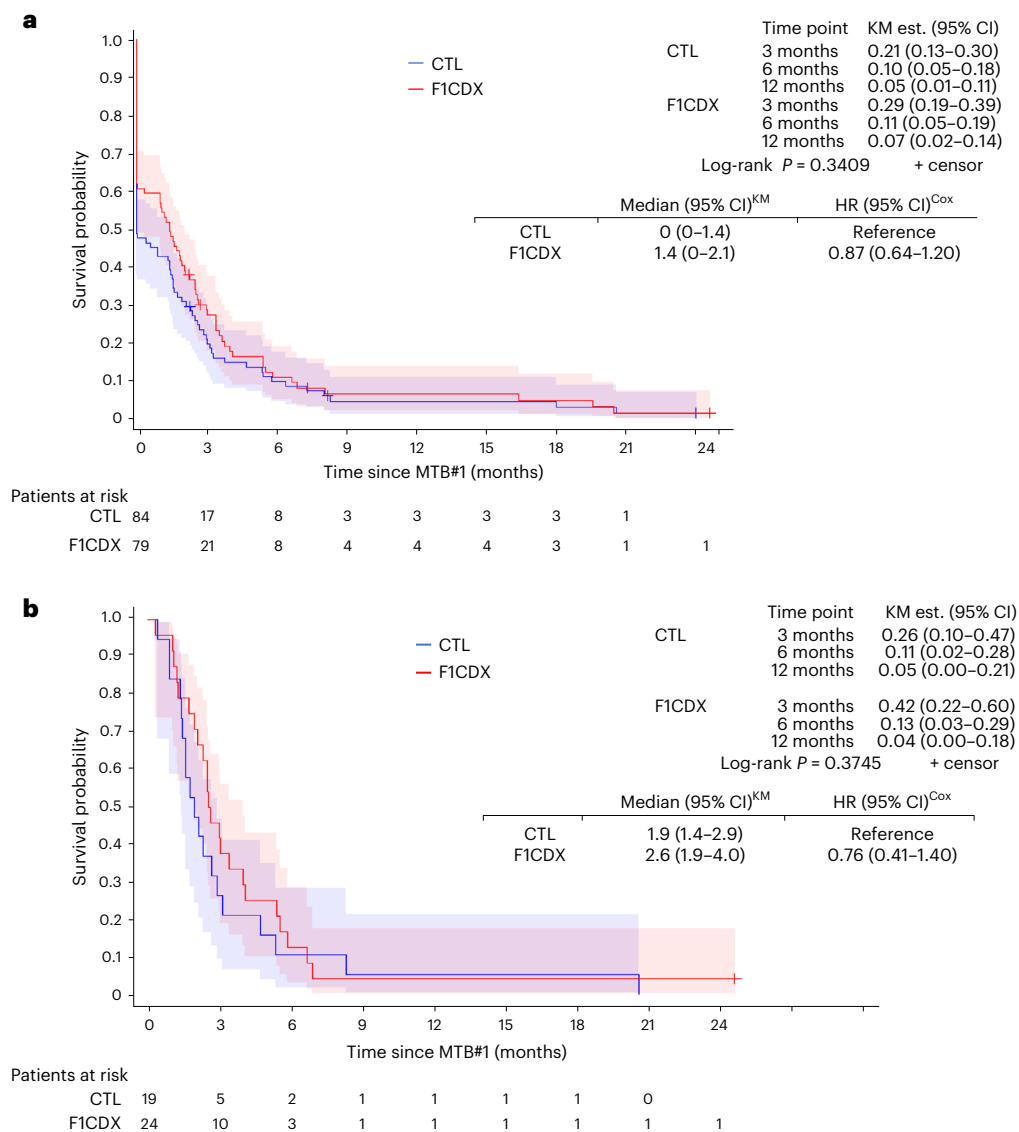 a
Time point KM est. (95% CI)
CTL 3 months 0.21 (0.13–0.30)
6 months 0.10 (0.05–0.18)
12 months 0.05 (0.01–0.11)
F1CDX 3 months 0.29 (0.19–0.39)
6 months 0.11 (0.05–0.19)
12 months 0.07 (0.02–0.14)
Log-rank P = 0.3409 + censor
CTL
F1CDX
Median (95% CI)KM HR (95% CI)Cox
CTL 0 (0–1.4) Reference
F1CDX 1.4 (0–2.1) 0.87 (0.64–1.20)
Survival probability
1.0
0.9
0.8
0.7
0.6
0.5
0.4
0.3
0.2
0.1
0
0 3 6 9 12 15 18 21 24
Time since MTB#1 (months)
Patients at risk
CTL 84 17 8 3 3 3 3 1
F1CDX 79 21 8 4 4 4 3 1 1
b
Time point KM est. (95% CI)
CTL 3 months 0.26 (0.10–0.47)
6 months 0.11 (0.02–0.28)
12 months 0.05 (0.00–0.21)
F1CDX 3 months 0.42 (0.22–0.60)
6 months 0.13 (0.03–0.29)
12 months 0.04 (0.00–0.18)
Log-rank P = 0.3745 + censor
CTL
F1CDX
Median (95% CI)KM HR (95% CI)Cox
CTL 1.9 (1.4–2.9) Reference
F1CDX 2.6 (1.9–4.0) 0.76 (0.41–1.40)
Survival probability
1.0
0.9
0.8
0.7
0.6
0.5
0.4
0.3
0.2
0.1
0
0 3 6 9 12 15 18 21 24
Time since MTB#1 (months)
Patients at risk
CTL 19 5 2 1 1 1 1 0
F1CDX 24 10 3 1 1 1 1 1 1